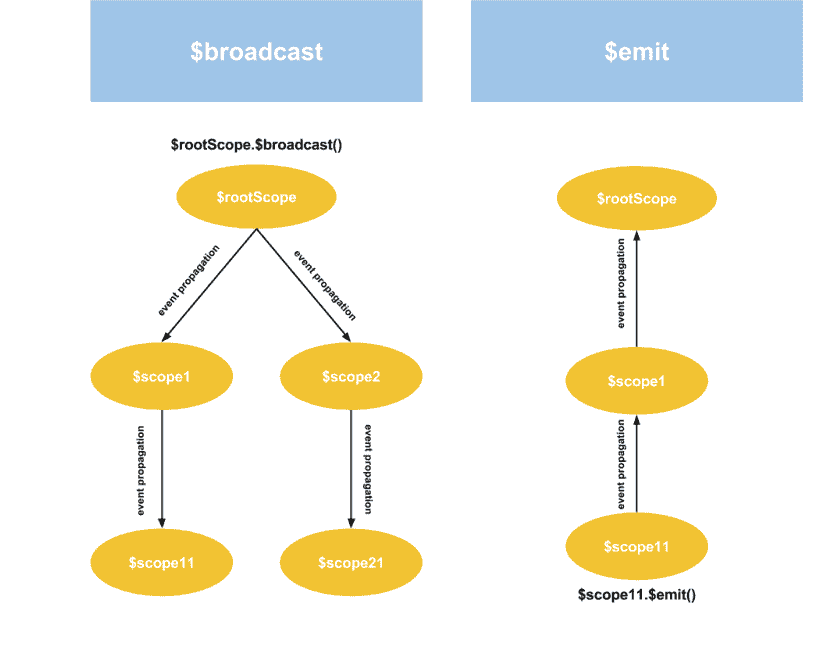 $broadcast
$emit
$rootScope.$broadcast()
$rootScope
event propagation
event propagation
$scope1
$scope2
event propagation
event propagation
$scope11
$scope21
$rootScope
event propagation
$scope1
event propagation
$scope11
$scope11.$emit()